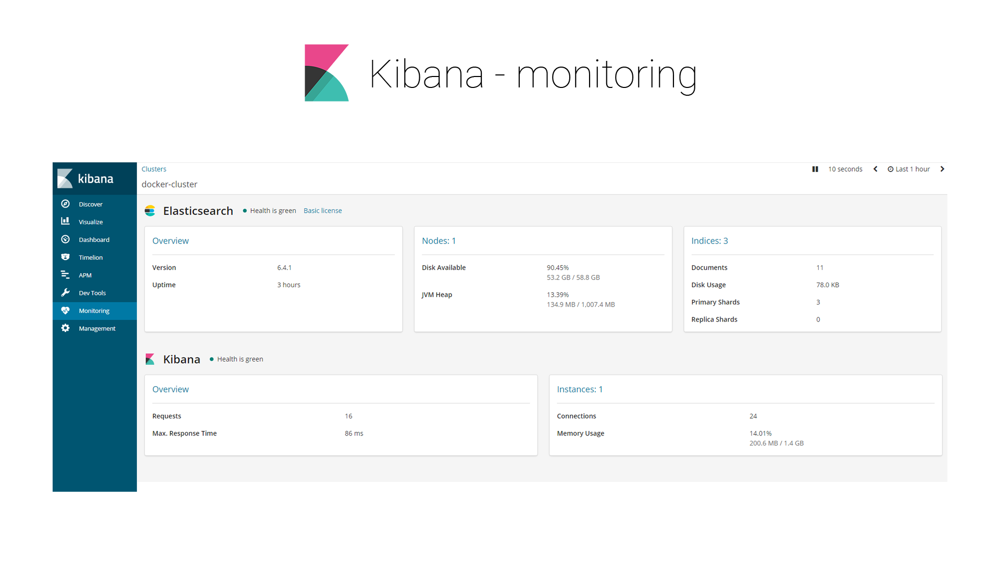 Kibana - monitoring
kibana
Discover
Visualize
Dashboard
Timelion
APM
Dev Tools
Monitoring
Management
Clusters
10 seconds
Last 1 hour
docker-cluster
Elasticsearch
Health is green
Basic license
Overview
Version 6.4.1
Uptime 3 hours
Nodes: 1
Disk Available 90.45%
53.2 GB / 58.8 GB
JVM Heap 13.39%
134.9 MB / 1,007.4 MB
Indices: 3
Documents 11
Disk Usage 78.0 KB
Primary Shards 3
Replica Shards 0
Kibana
Health is green
Overview
Requests 16
Max. Response Time 86 ms
Instances: 1
Connections 24
Memory Usage 14.01%
200.6 MB / 1.4 GB